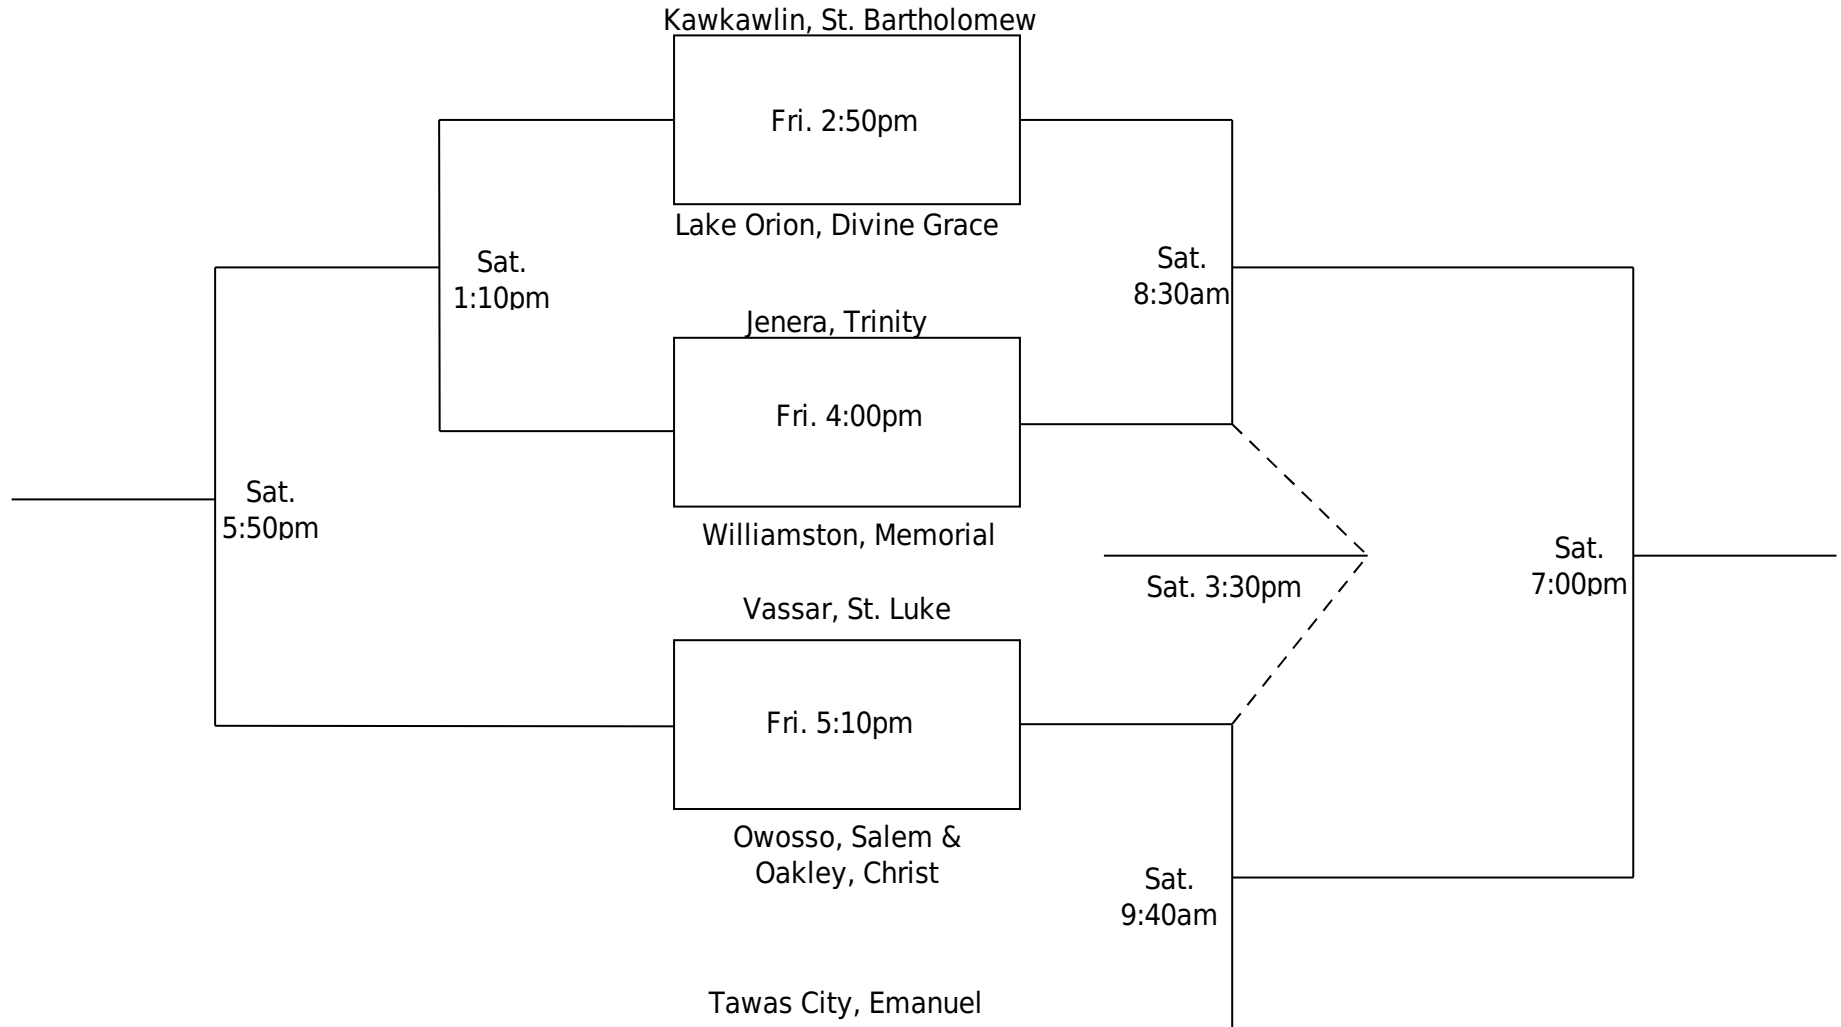 Kawkawlin, St. Bartholomew
Fri. 2:50pm
Lake Orion, Divine Grace
Sat.
1:10pm
Sat.
8:30am
Jenera, Trinity
Fri. 4:00pm
Williamston, Memorial
Sat.
5:50pm
Sat. 3:30pm
Sat.
7:00pm
Vassar, St. Luke
Fri. 5:10pm
Owosso, Salem &
Oakley, Christ
Sat.
9:40am
Tawas City, Emanuel